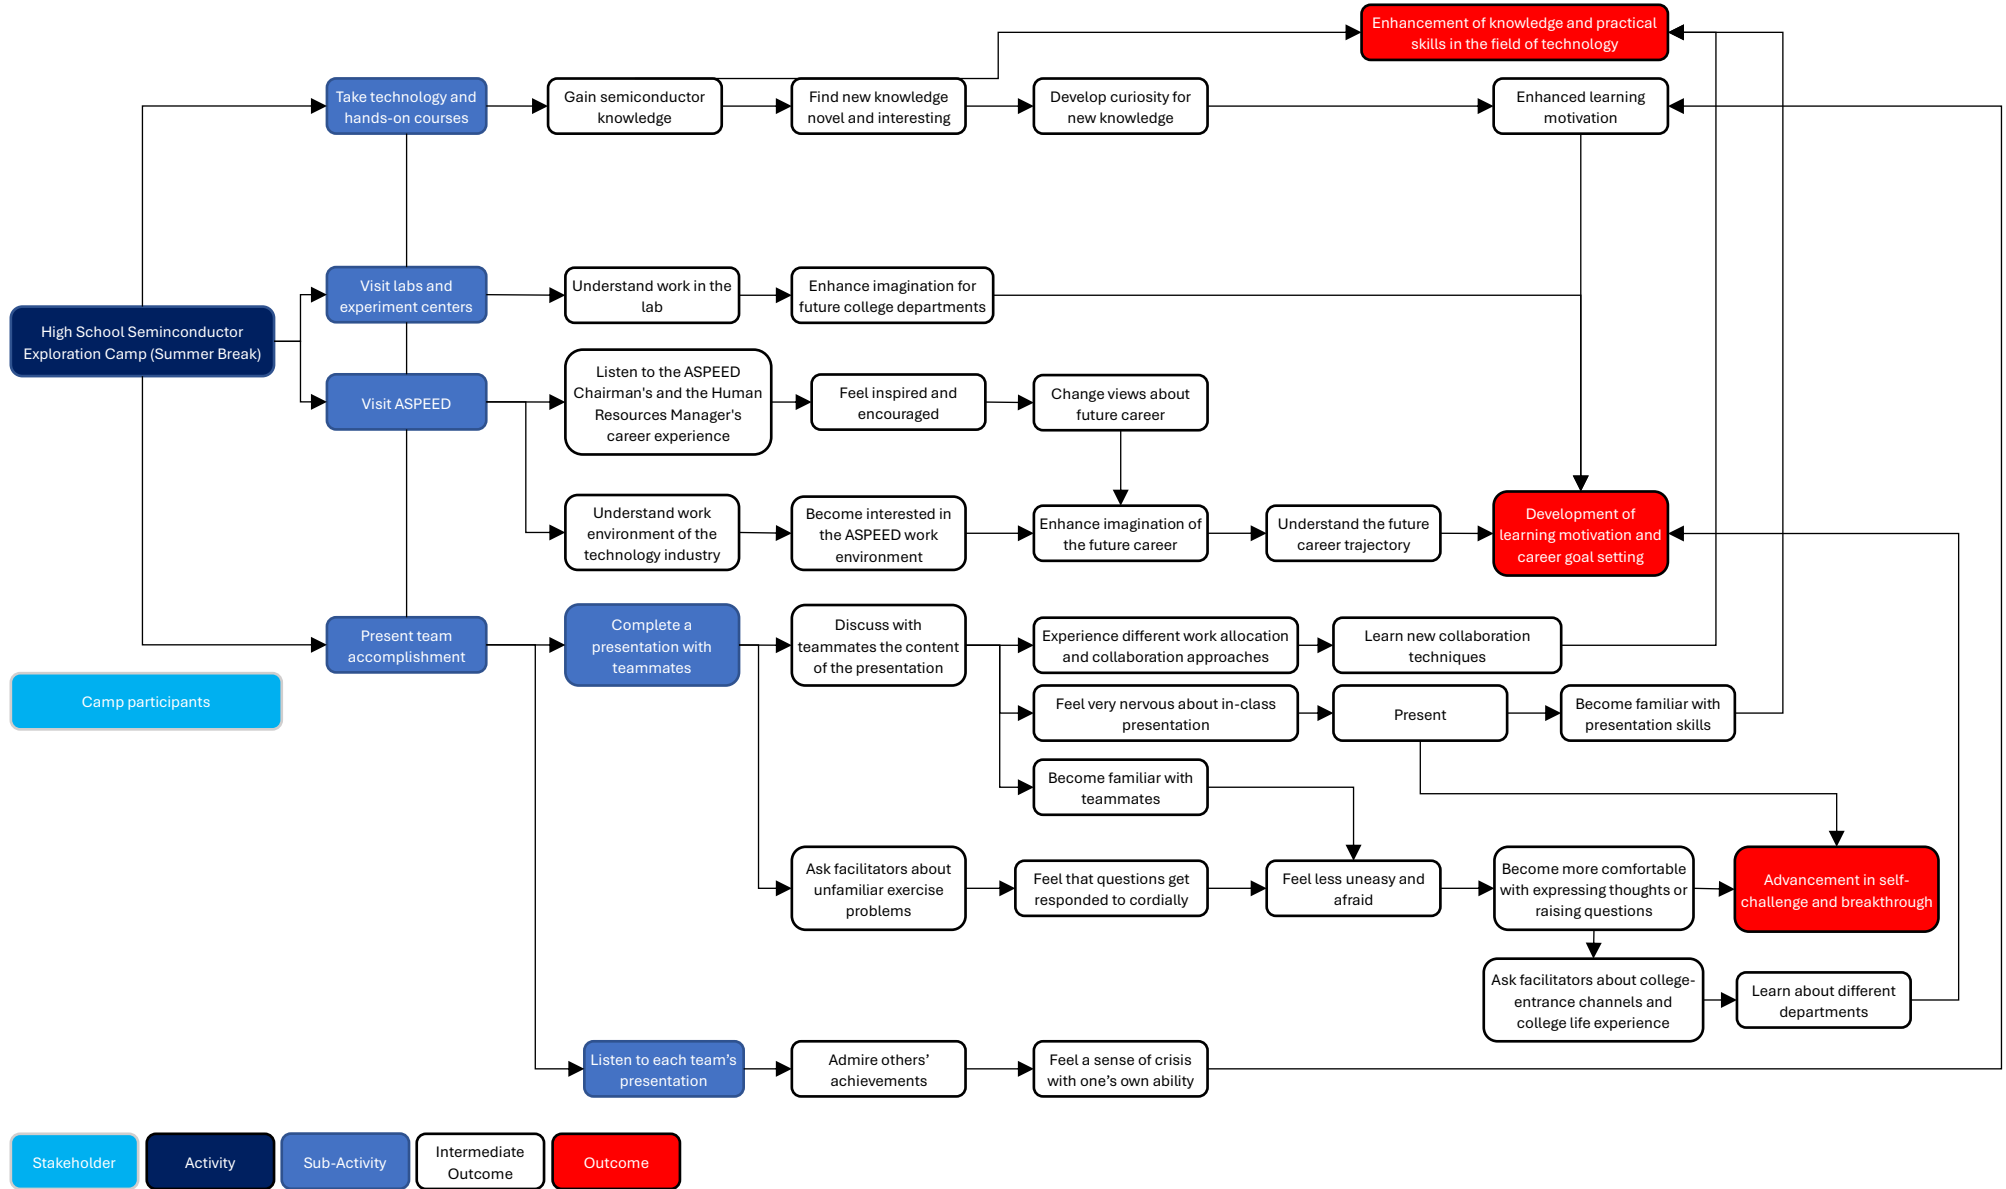 Enhancement of knowledge and practical
skills in the field of technology
Take technology and
hands-on courses
Gain semiconductor
knowledge
Find new knowledge
novel and interesting
Develop curiosity for
new knowledge
Enhanced learning
motivation
Visit labs and
experiment centers
Understand work in the
lab
Enhance imagination for
future college departments
High School Seminconductor
Exploration Camp (Summer Break)
Visit ASPEED
Listen to the ASPEED
Chairman's and the Human
Resources Manager's
career experience
Feel inspired and
encouraged
Change views about
future career
Understand work
environment of the
technology industry
Become interested in
the ASPEED work
environment
Enhance imagination of
the future career
Understand the future
career trajectory
Development of
learning motivation and
career goal setting
Present team
accomplishment
Complete a
presentation with
teammates
Discuss with
teammates the content
of the presentation
Experience different work allocation
and collaboration approaches
Learn new collaboration
techniques
Camp participants
Feel very nervous about in-class
presentation
Present
Become familiar with
presentation skills
Become familiar with
teammates
Ask facilitators about
unfamiliar exercise
problems
Feel that questions get
responded to cordially
Feel less uneasy and
afraid
Become more comfortable
with expressing thoughts or
raising questions
Advancement in self-
challenge and breakthrough
Ask facilitators about college-
entrance channels and
college life experience
Learn about different
departments
Listen to each team’s
presentation
Admire others’
achievements
Feel a sense of crisis
with one’s own ability
Stakeholder
Activity
Sub-Activity
Intermediate
Outcome
Outcome